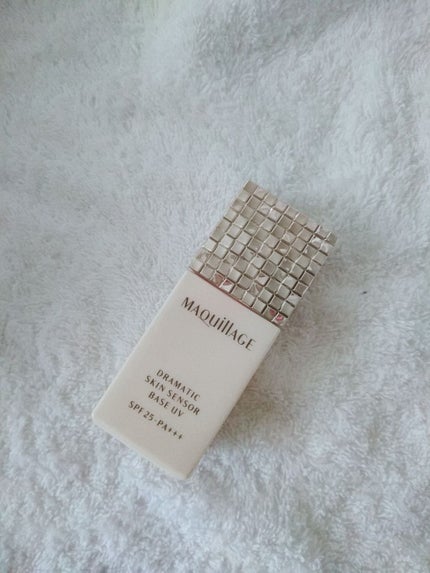 MAQuillAGE
DRAMATIC
SKIN SENSOR
BASE UV
SPF25·PA+++